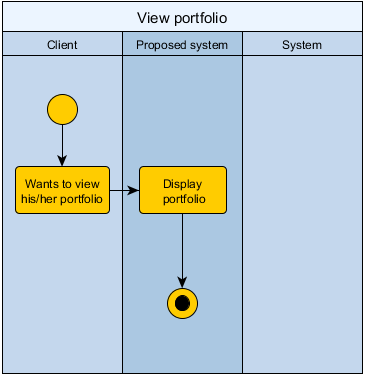 View portfolio
Client
Proposed system
System
Wants to view
his/her portfolio
Display
portfolio